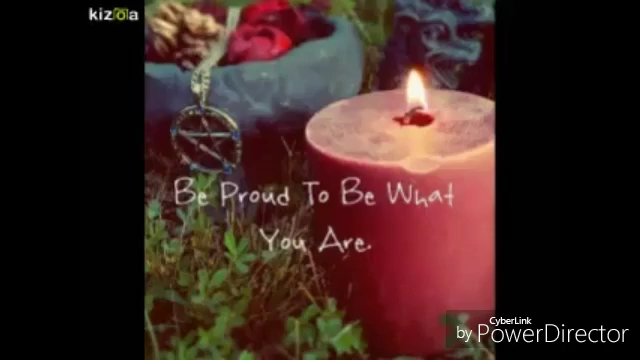 kizoa
Be Proud To Be What
You Are.
CyberLink
by PowerDirector